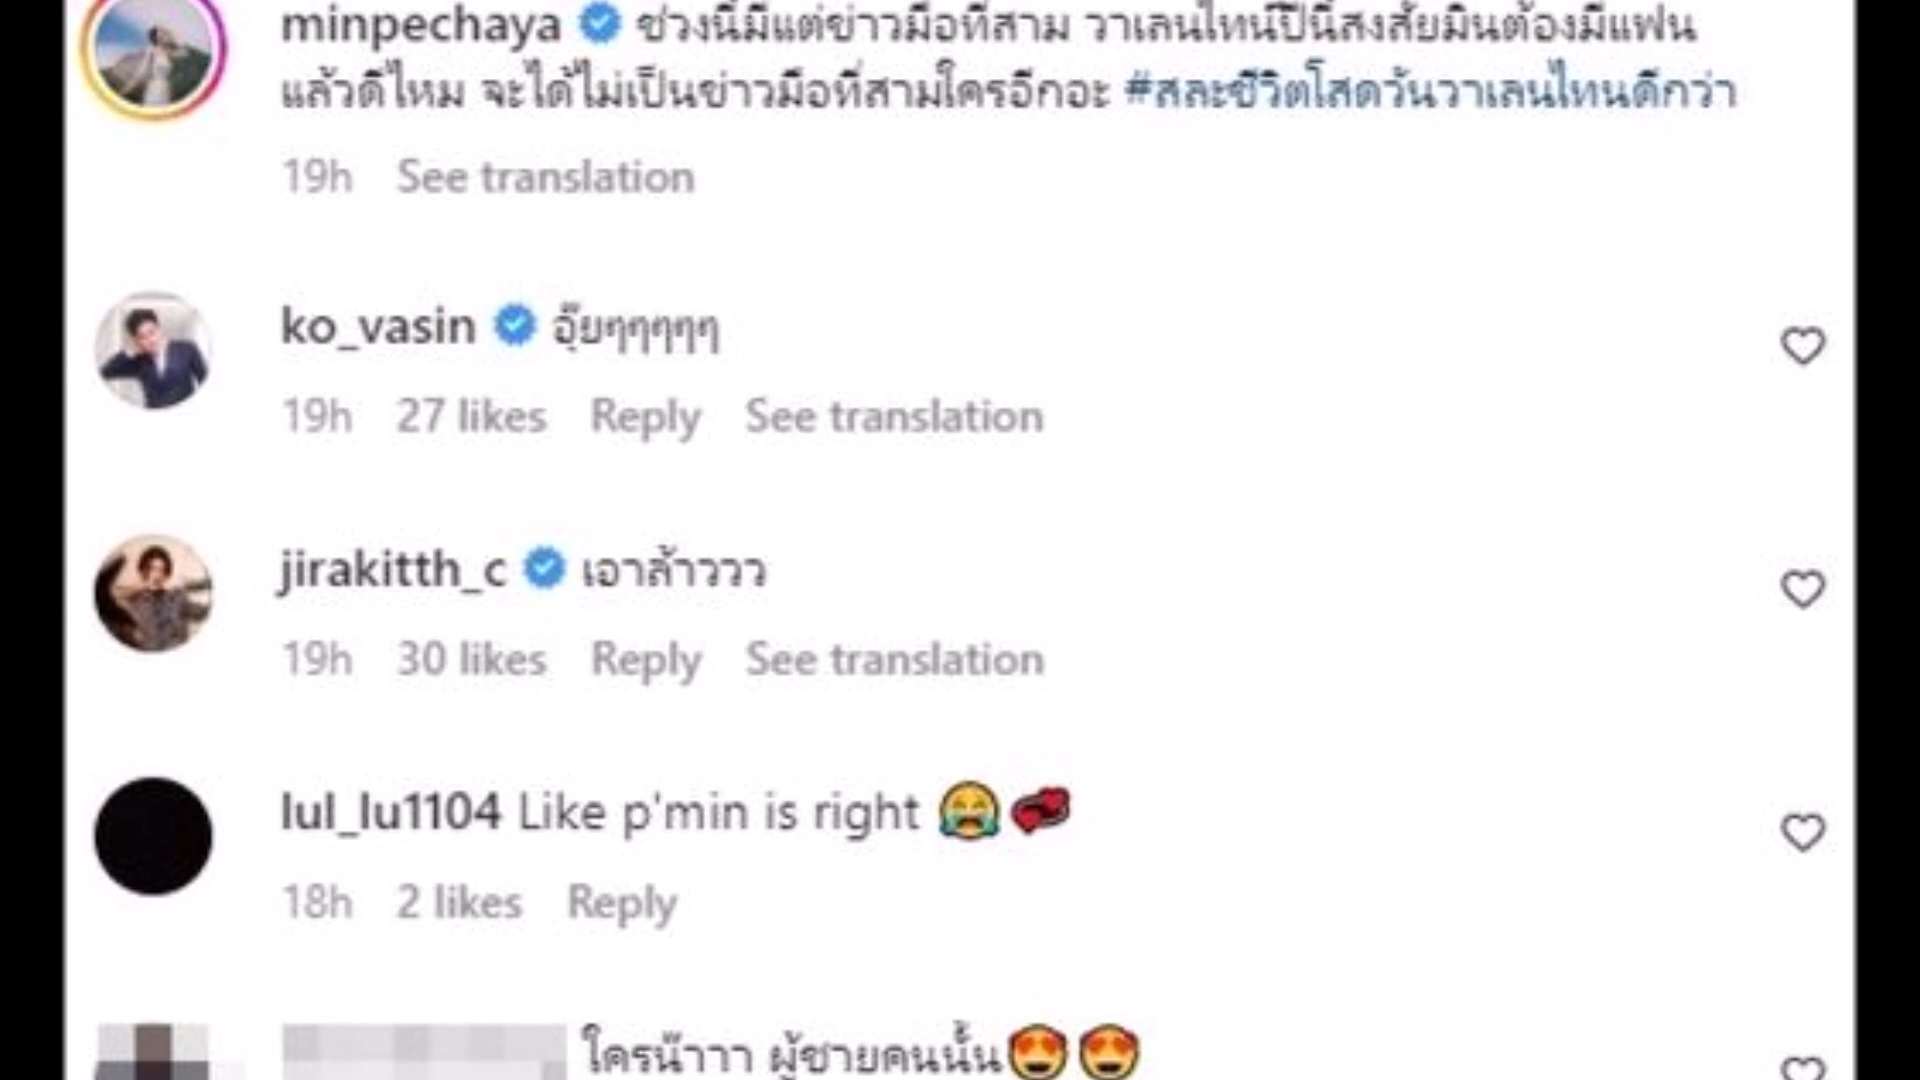 minpechaya ช่วงนี้มีแต่ข่าวมือที่สาม วาเลนไทน์ปีนี้สงสัยมินต้องมีแฟน
แล้วดีไหม จะได้ไม่เป็นข่าวมือที่สามใครอีกอะ #สละชีวิตโสดวันวาเลนไทนดีกว่า
19h See translation
ko_vasin อุ๊ยๆๆๆๆๆ
19h 27 likes Reply See translation
jirakitth_c เอาล้าววว
19h 30 likes Reply See translation
lul_lu1104 Like p'min is right 😭💞
18h 2 likes Reply
ใครน๊าาา ผู้ชายคนนั้น😍😍